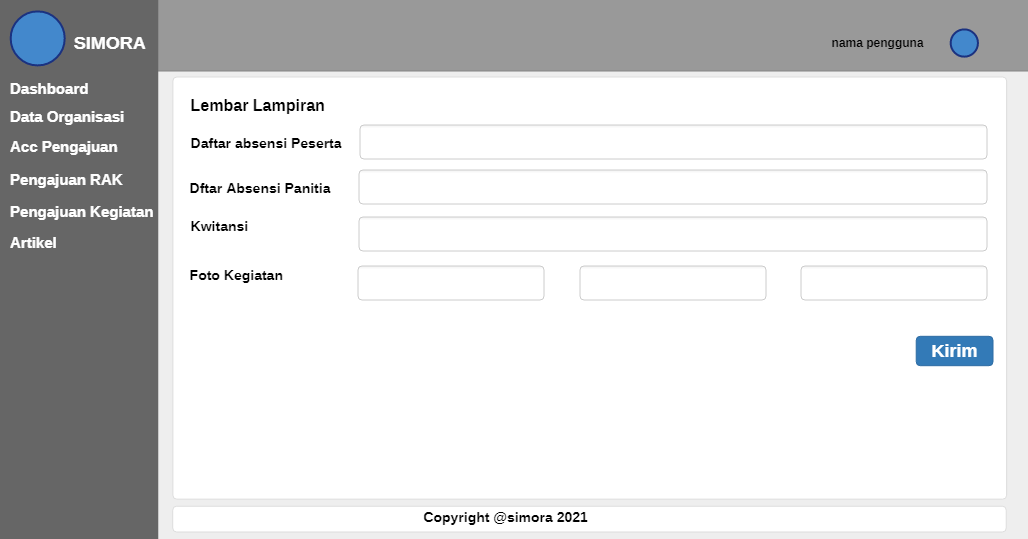 SIMORA
nama pengguna
Dashboard
Data Organisasi
Acc Pengajuan
Pengajuan RAK
Pengajuan Kegiatan
Artikel
Lembar Lampiran
Daftar absensi Peserta
Dftar Absensi Panitia
Kwitansi
Foto Kegiatan
Kirim
Copyright @simora 2021